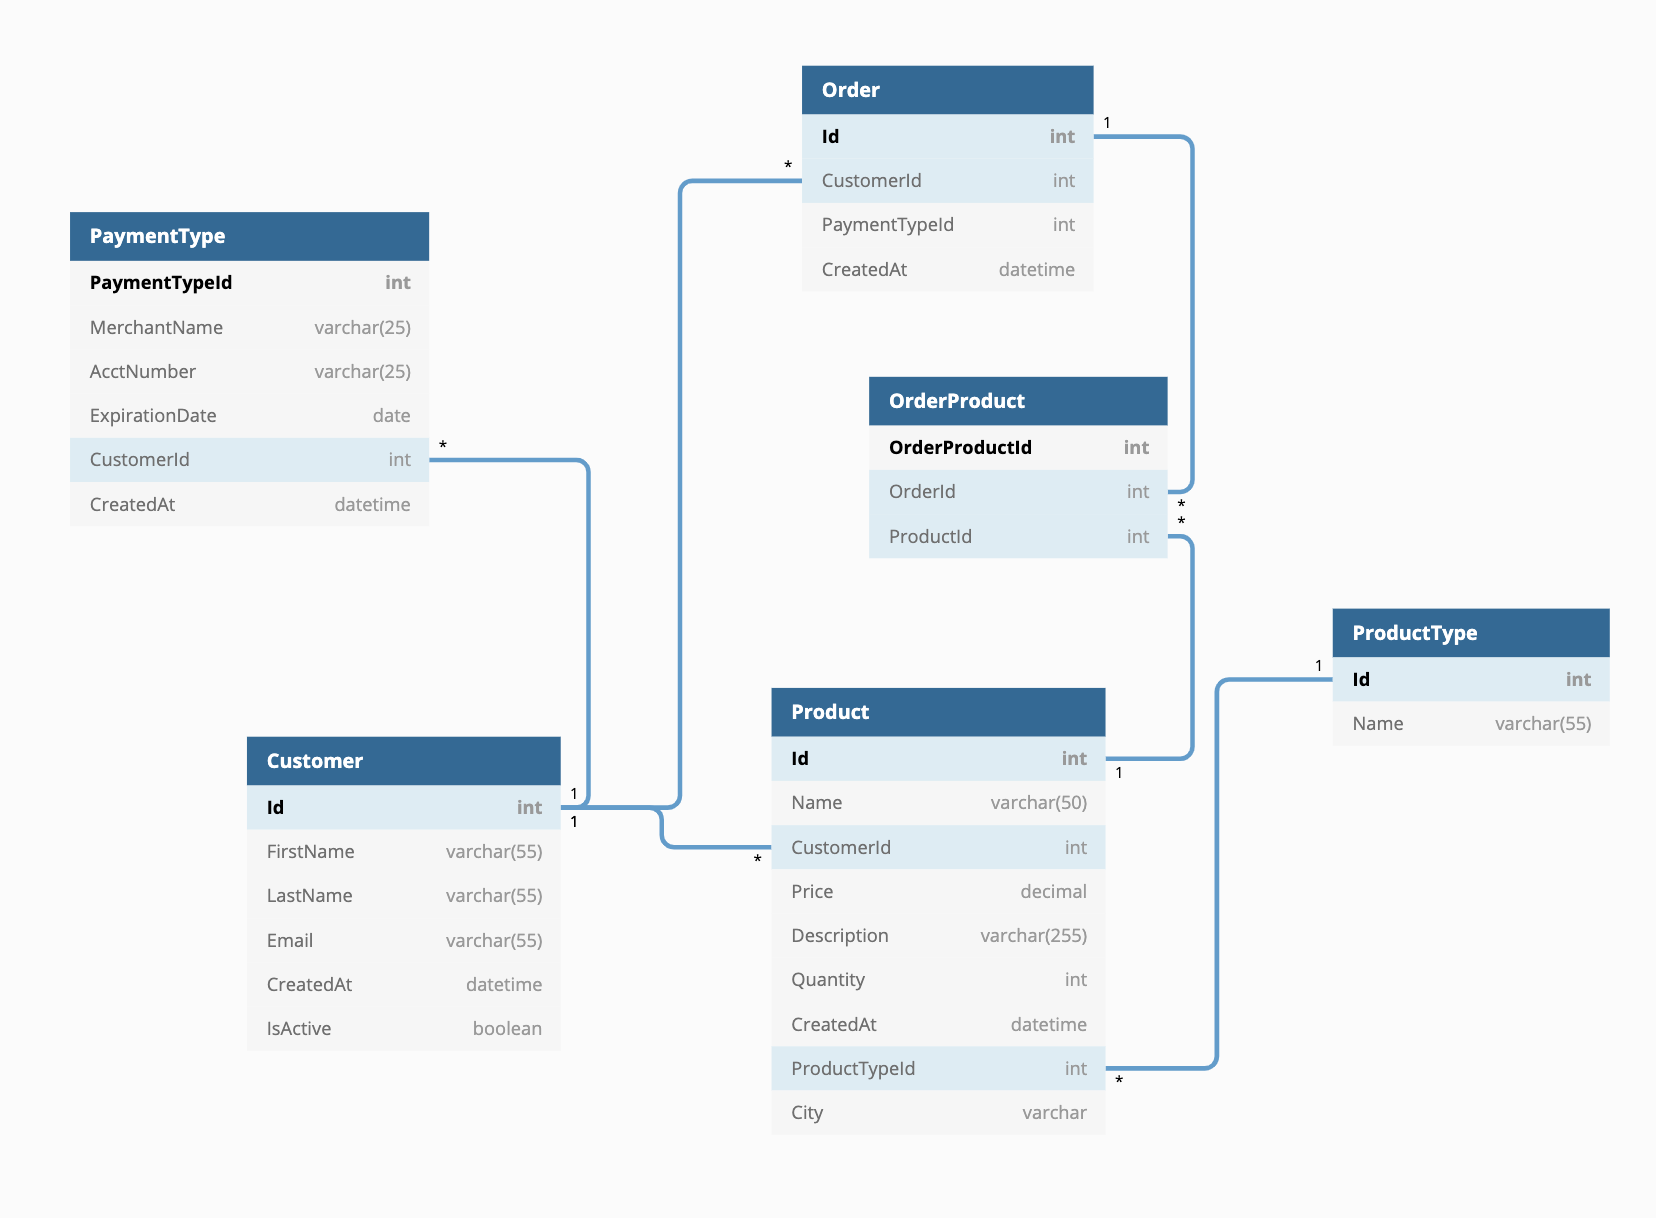 Order
Id int
CustomerId int
PaymentTypeId int
CreatedAt datetime
1
*
PaymentType
PaymentTypeId int
MerchantName varchar(25)
AcctNumber varchar(25)
ExpirationDate date
CustomerId int
CreatedAt datetime
*
OrderProduct
OrderProductId int
OrderId int
ProductId int
*
*
ProductType
Id int
Name varchar(55)
1
Product
Id int
Name varchar(50)
CustomerId int
Price decimal
Description varchar(255)
Quantity int
CreatedAt datetime
ProductTypeId int
City varchar
1
*
*
Customer
Id int
FirstName varchar(55)
LastName varchar(55)
Email varchar(55)
CreatedAt datetime
IsActive boolean
1
1